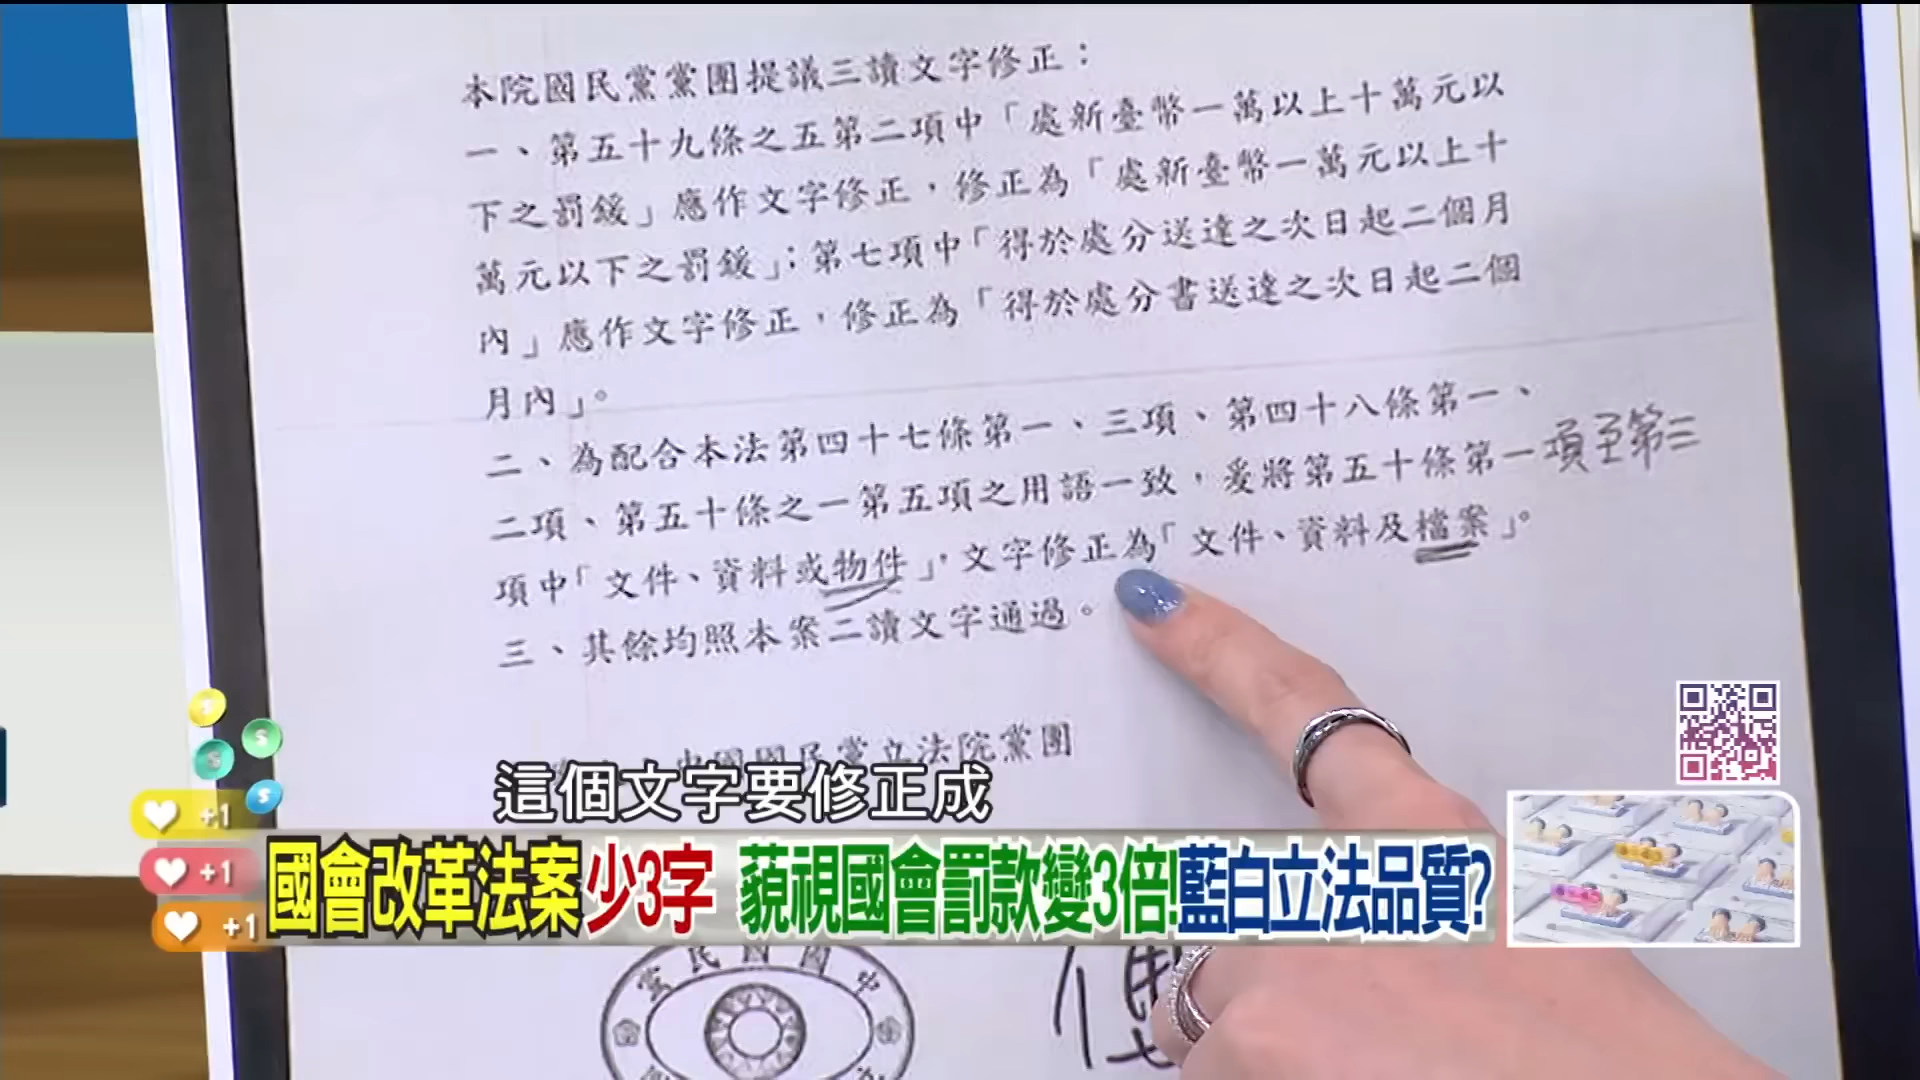 本院國民黨黨團提議三讀文字修正：
一、第五十九條之五第二項中「處新臺幣一萬以上十萬元以
下之罰鍰」應作文字修正，修正為「處新臺幣一萬元以上十
萬元以下之罰鍰」；第七項中「得於處分送達之次日起二個月
內」應作文字修正，修正為「得於處分書送達之次日起二個
月內」。
二、為配合本法第四十七條第一、三項、第四十八條第一、
二項、第五十條之一第五項之用語一致，爰將第五十條第一項至第三
項中「文件、資料或物件」，文字修正為「文件、資料及檔案」。
三、其餘均照本案二讀文字通過。
中國國民黨立法院黨團
這個文字要修正成
+1
+1
+1
國會改革法案少3字 藐視國會罰款變3倍!藍白立法品質?
黨民國國中